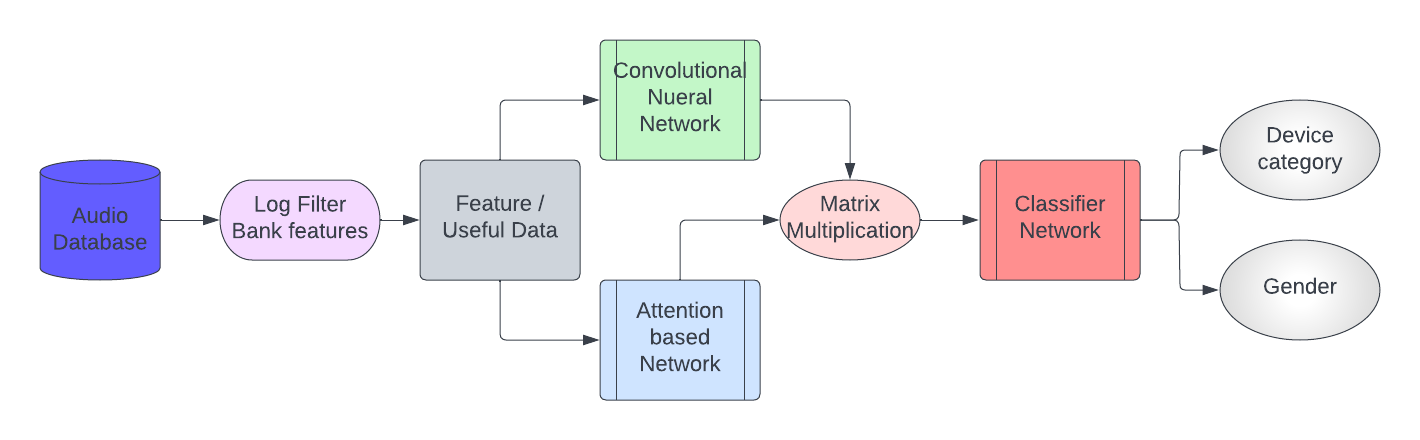 Audio
Database
Log Filter
Bank features
Feature /
Useful Data
Convolutional
Nueral
Network
Attention
based
Network
Matrix
Multiplication
Classifier
Network
Device
category
Gender